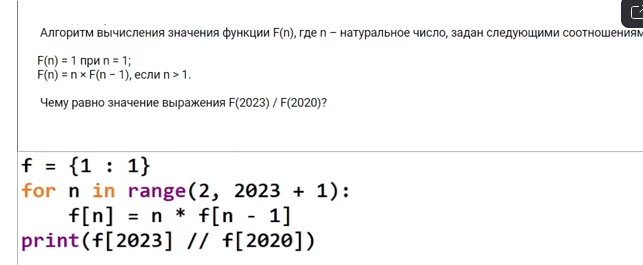 Алгоритм вычисления значения функции F(n), где n – натуральное число, задан следующими соотношениям
F(n) = 1 при n = 1;
F(n) = n × F(n − 1), если n > 1.
Чему равно значение выражения F(2023) / F(2020)?
f = {1 : 1}
for n in range(2, 2023 + 1):
    f[n] = n * f[n - 1]
print(f[2023] // f[2020])